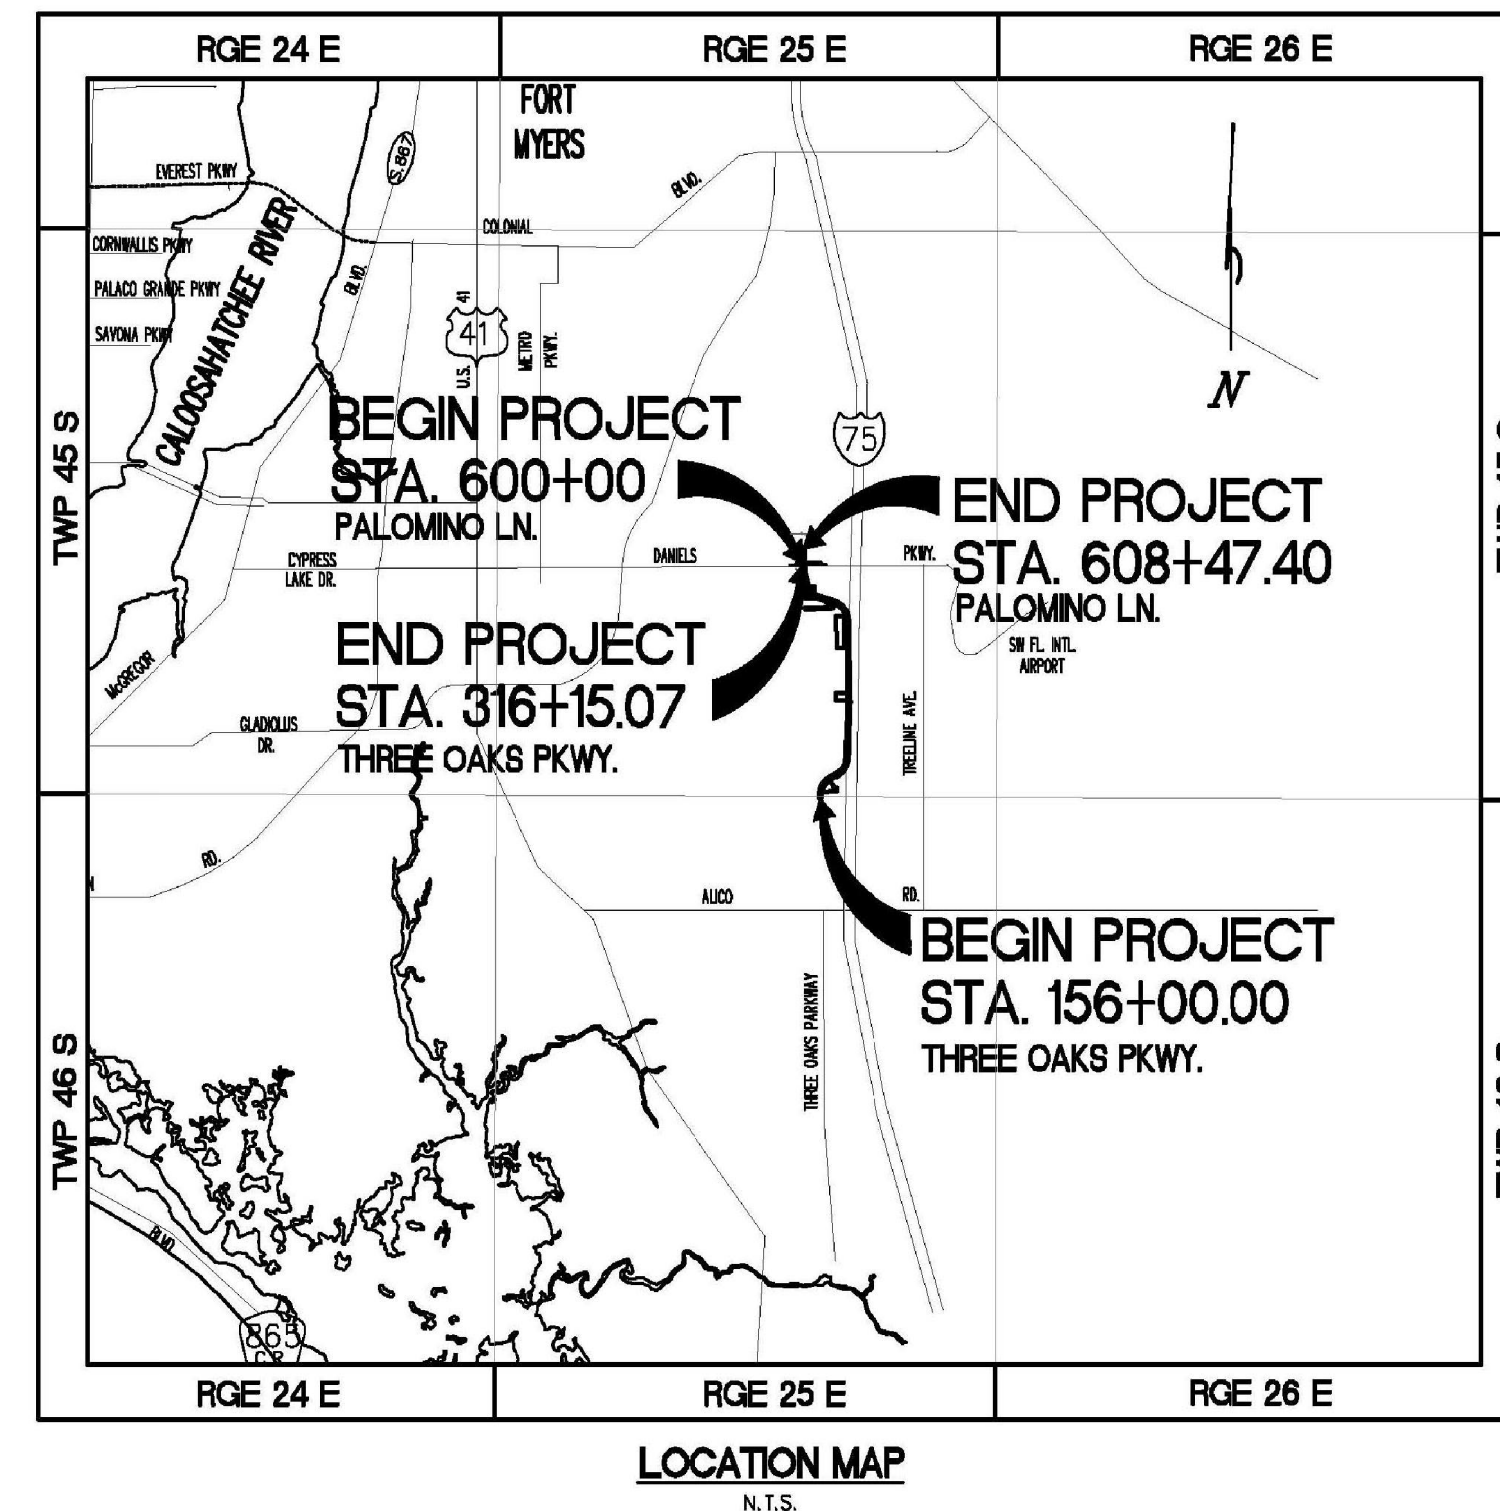 RGE 24 E
RGE 25 E
RGE 26 E
FORT
MYERS
S. 867
EVEREST PKWY
BLVD.
COLONIAL
CORNWALLIS PKWY
PALACO GRANDE PKWY
SAVONA PKWY
CALOOSAHATCHEE RIVER
BLVD.
U.S. 41
41
METRO
PKWY.
N
75
TWP 45 S
BEGIN PROJECT
STA. 600+00
PALOMINO LN.
END PROJECT
STA. 608+47.40
PALOMINO LN.
CYPRESS
LAKE DR.
DANIELS
PKWY.
SW FL. INTL.
AIRPORT
END PROJECT
STA. 316+15.07
THREE OAKS PKWY.
McGREGOR
GLADIOLUS
DR.
TREELINE AVE.
RD.
ALICO
RD.
BEGIN PROJECT
STA. 156+00.00
THREE OAKS PKWY.
THREE OAKS PARKWAY
TWP 46 S
BLVD.
865
C.R.
RGE 24 E
RGE 25 E
RGE 26 E
LOCATION MAP
N.T.S.